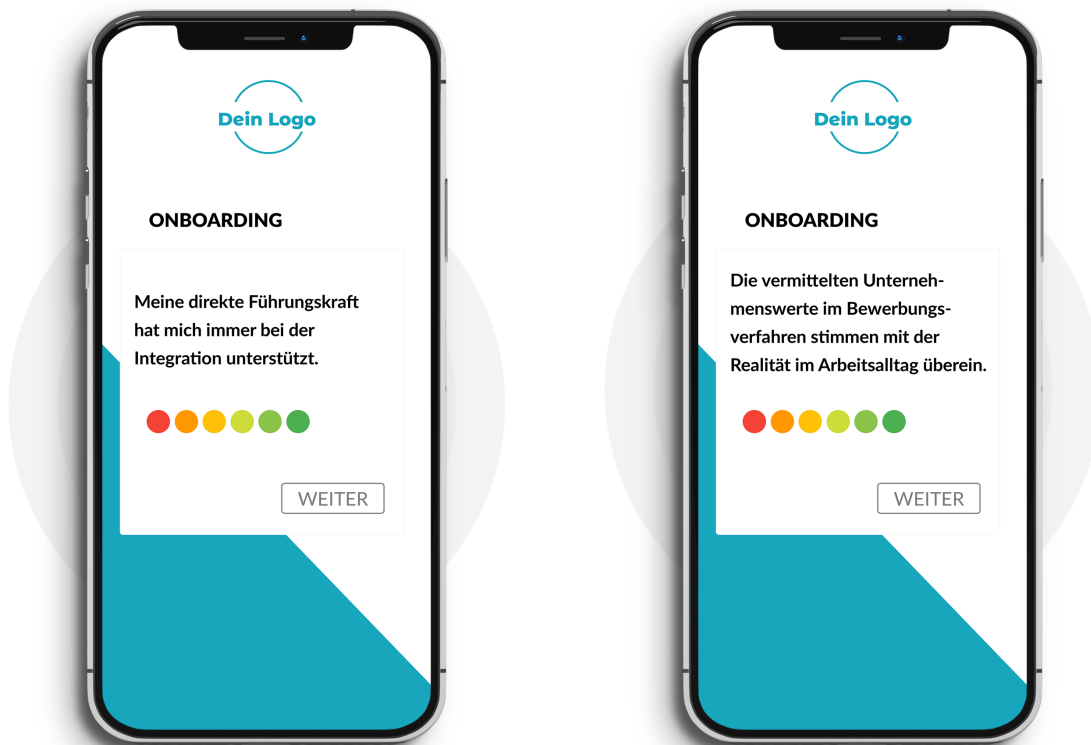 Dein Logo
ONBOARDING
Meine direkte Führungskraft
hat mich immer bei der
Integration unterstützt.
WEITER
Dein Logo
ONBOARDING
Die vermittelten Unterneh-
menswerte im Bewerbungs-
verfahren stimmen mit der
Realität im Arbeitsalltag überein.
WEITER